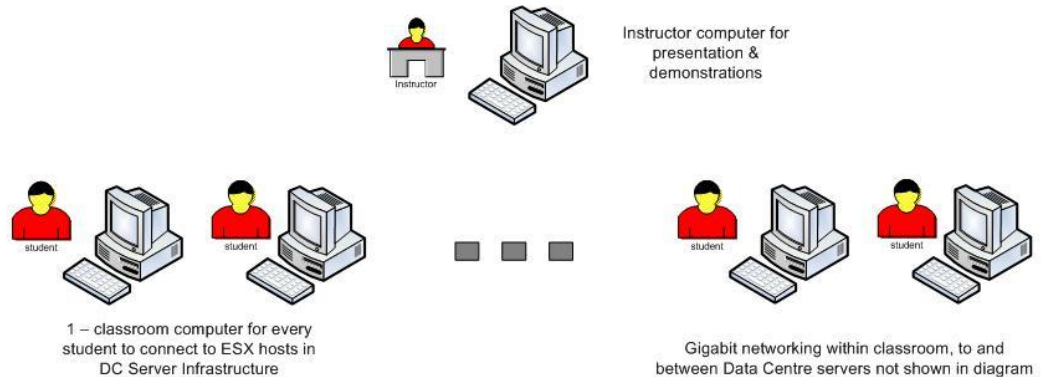 Instructor computer for
presentation &
demonstrations
Instructor
student
student
student
student
1 – classroom computer for every
student to connect to ESX hosts in
DC Server Infrastructure
Gigabit networking within classroom, to and
between Data Centre servers not shown in diagram